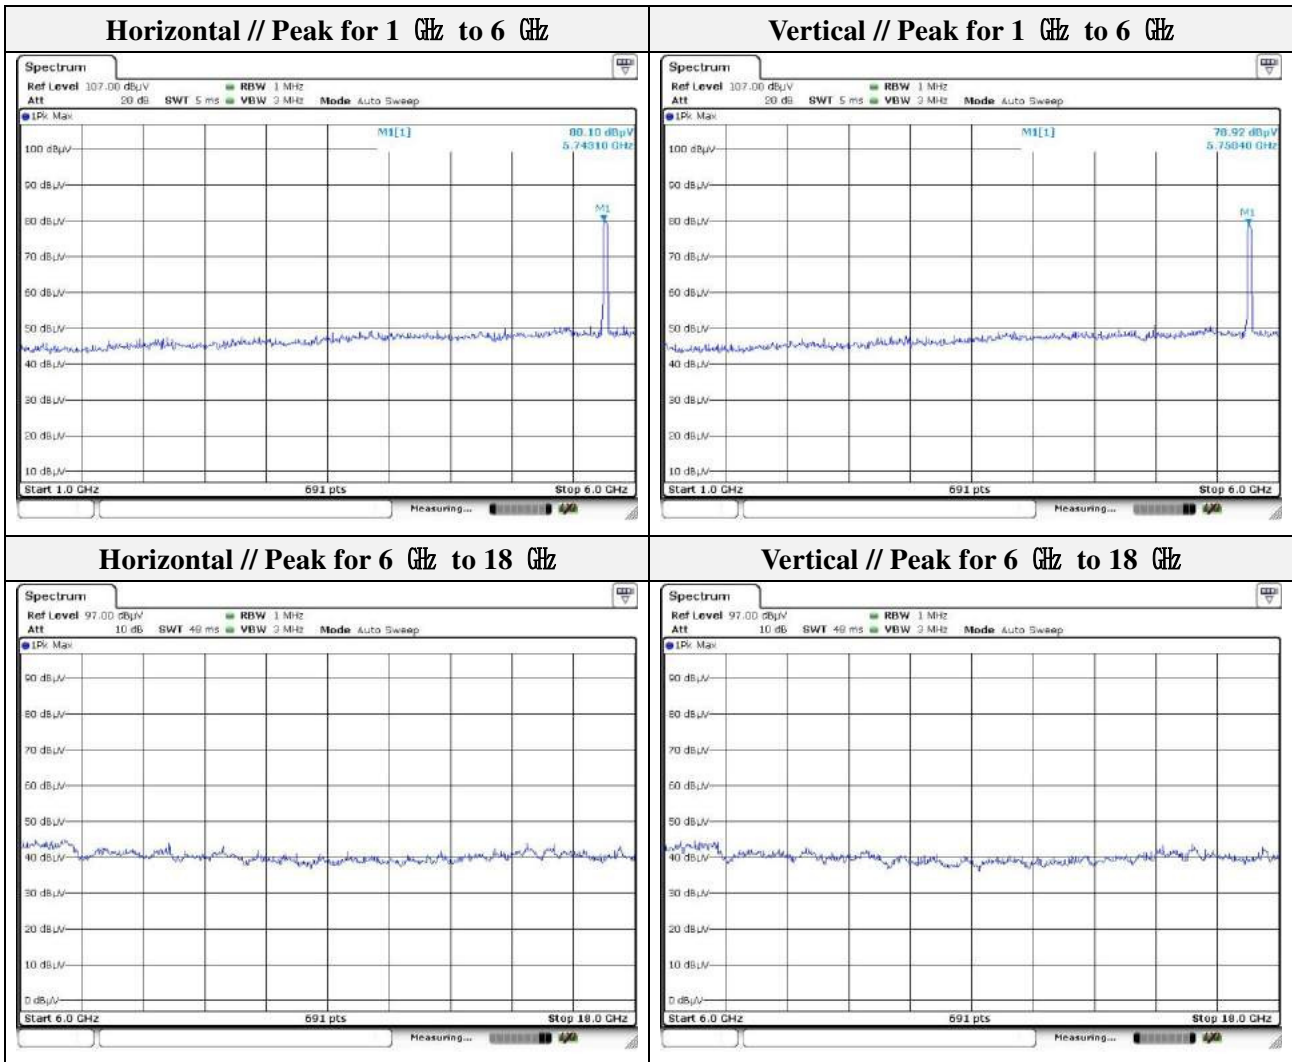 Horizontal // Peak for 1 ㎓ to 6 ㎓
Vertical // Peak for 1 ㎓ to 6 ㎓
Spectrum
Ref Level 107.00 dBµV RBW 1 MHz
Att 20 dB SWT 5 ms VBW 3 MHz Mode Auto Sweep
1Pk Max
M1[1] 80.10 dBµV
5.74310 GHz
100 dBµV
90 dBµV
M1
80 dBµV
70 dBµV
60 dBµV
50 dBµV
40 dBµV
30 dBµV
20 dBµV
10 dBµV
Start 1.0 GHz 691 pts Stop 6.0 GHz
Measuring...
Spectrum
Ref Level 107.00 dBµV RBW 1 MHz
Att 20 dB SWT 5 ms VBW 3 MHz Mode Auto Sweep
1Pk Max
M1[1] 78.92 dBµV
5.75040 GHz
100 dBµV
90 dBµV
M1
80 dBµV
70 dBµV
60 dBµV
50 dBµV
40 dBµV
30 dBµV
20 dBµV
10 dBµV
Start 1.0 GHz 691 pts Stop 6.0 GHz
Measuring...
Horizontal // Peak for 6 ㎓ to 18 ㎓
Vertical // Peak for 6 ㎓ to 18 ㎓
Spectrum
Ref Level 97.00 dBµV RBW 1 MHz
Att 10 dB SWT 48 ms VBW 3 MHz Mode Auto Sweep
1Pk Max
90 dBµV
80 dBµV
70 dBµV
60 dBµV
50 dBµV
40 dBµV
30 dBµV
20 dBµV
10 dBµV
0 dBµV
Start 6.0 GHz 691 pts Stop 18.0 GHz
Measuring...
Spectrum
Ref Level 97.00 dBµV RBW 1 MHz
Att 10 dB SWT 48 ms VBW 3 MHz Mode Auto Sweep
1Pk Max
90 dBµV
80 dBµV
70 dBµV
60 dBµV
50 dBµV
40 dBµV
30 dBµV
20 dBµV
10 dBµV
0 dBµV
Start 6.0 GHz 691 pts Stop 18.0 GHz
Measuring...